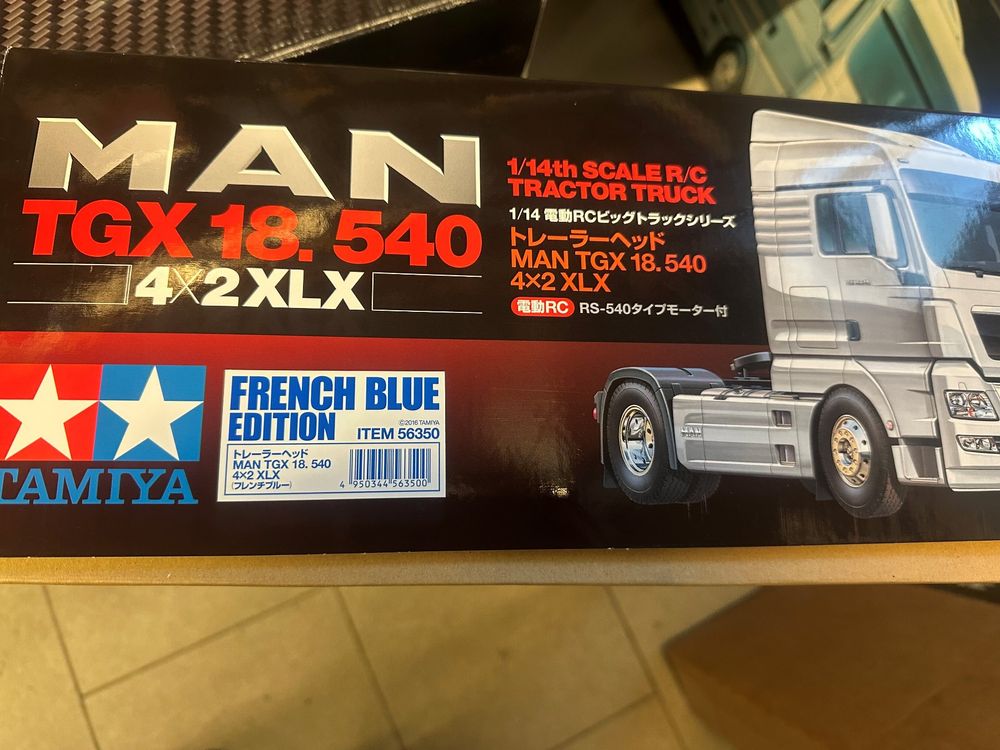 MAN
TGX 18. 540
4×2 XLX
1/14th SCALE R/C
TRACTOR TRUCK
1/14 電動RCビッグトラックシリーズ
トレーラーヘッド
MAN TGX 18. 540
4×2 XLX
電動RC RS-540タイプモーター付
TAMIYA
FRENCH BLUE
EDITION
©2016 TAMIYA
ITEM 56350
トレーラーヘッド
MAN TGX 18. 540
4×2 XLX
(フレンチブルー)
4 950344 563500
MAN